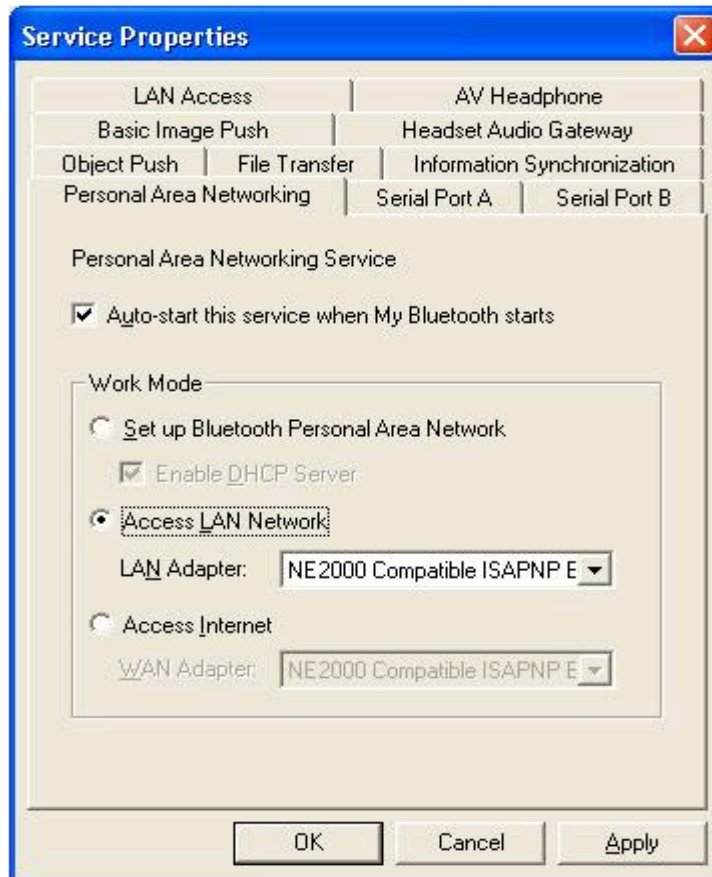 Service Properties
LAN Access AV Headphone
Basic Image Push Headset Audio Gateway
Object Push File Transfer Information Synchronization
Personal Area Networking Serial Port A Serial Port B
Personal Area Networking Service
Auto-start this service when My Bluetooth starts
Work Mode
Set up Bluetooth Personal Area Network
Enable DHCP Server
Access LAN Network
LAN Adapter: NE2000 Compatible ISAPNP E
Access Internet
WAN Adapter: NE2000 Compatible ISAPNP E
OK Cancel Apply